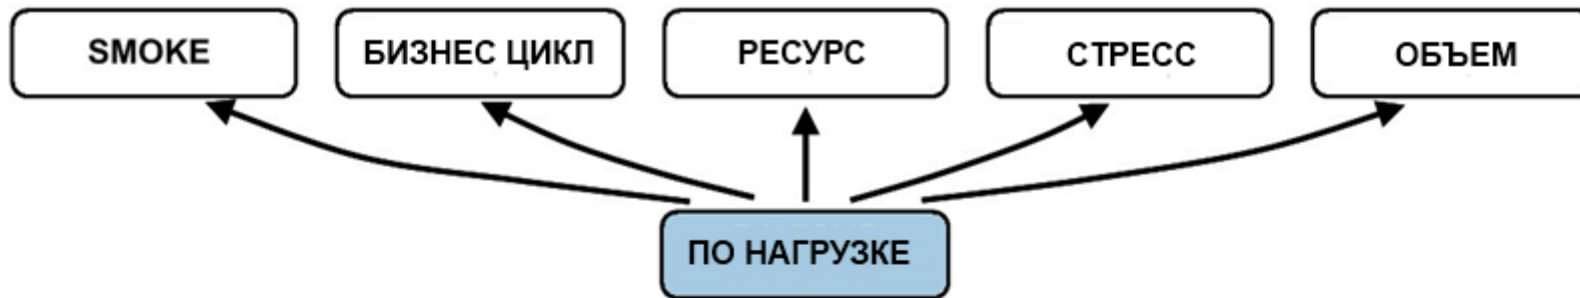 SMOKE
БИЗНЕС ЦИКЛ
РЕСУРС
СТРЕСС
ОБЪЕМ
ПО НАГРУЗКЕ